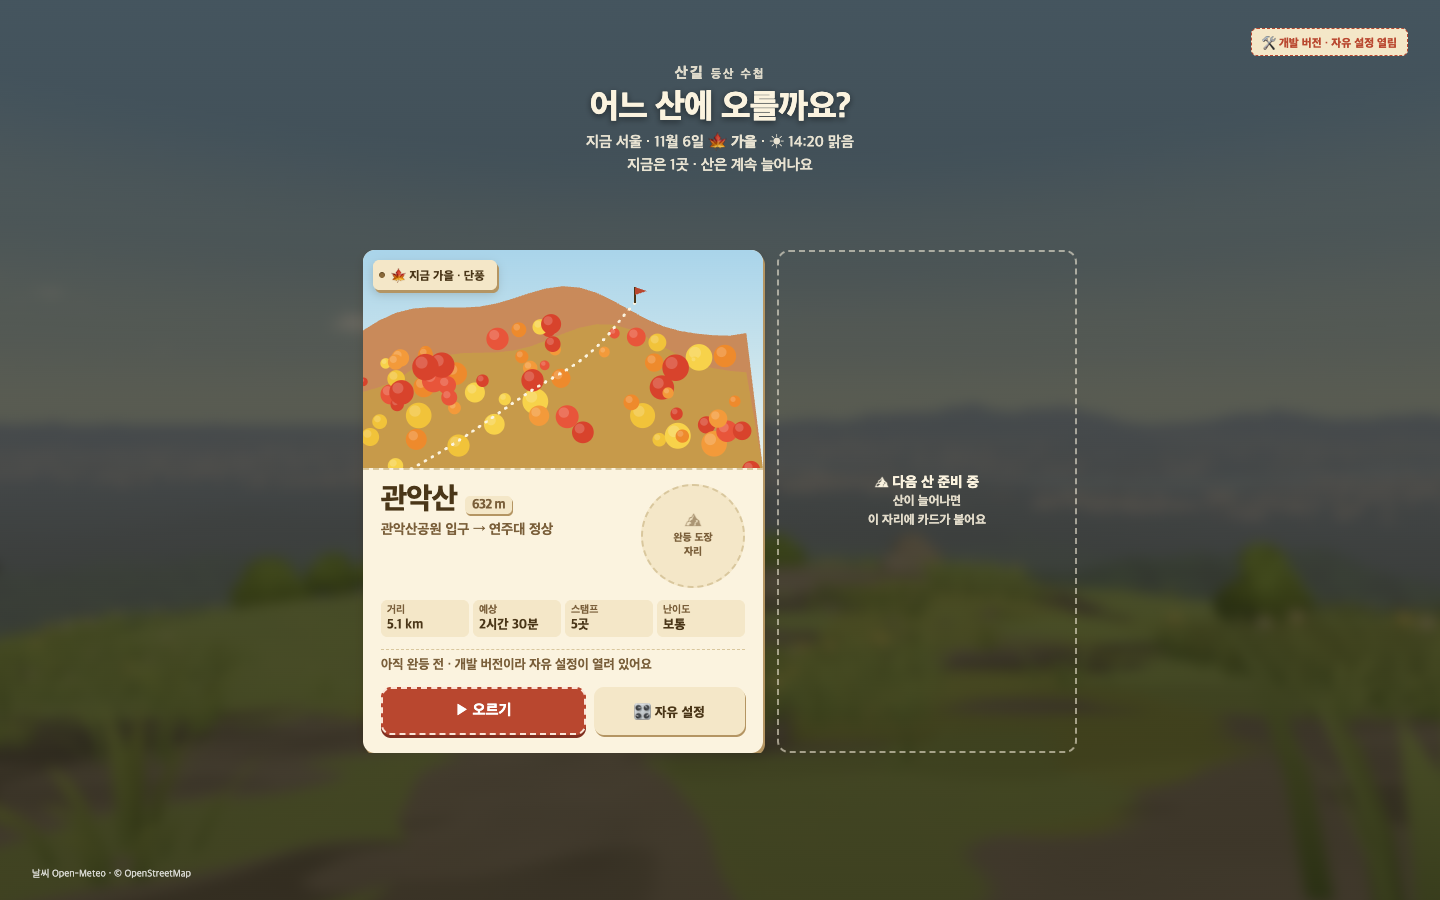 🛠 개발 버전 · 자유 설정 열림
산길 등산 수첩
어느 산에 오를까요?
지금 서울 · 11월 6일 🍁 가을 · ☀ 14:20 맑음
지금은 1곳 · 산은 계속 늘어나요
🍁 지금 가을 · 단풍
관악산 632 m
관악산공원 입구 → 연주대 정상
완등 도장
자리
거리
5.1 km
예상
2시간 30분
스탬프
5곳
난이도
보통
아직 완등 전 · 개발 버전이라 자유 설정이 열려 있어요
▶ 오르기
🎛 자유 설정
⛰ 다음 산 준비 중
산이 늘어나면
이 자리에 카드가 붙어요
날씨 Open-Meteo · © OpenStreetMap